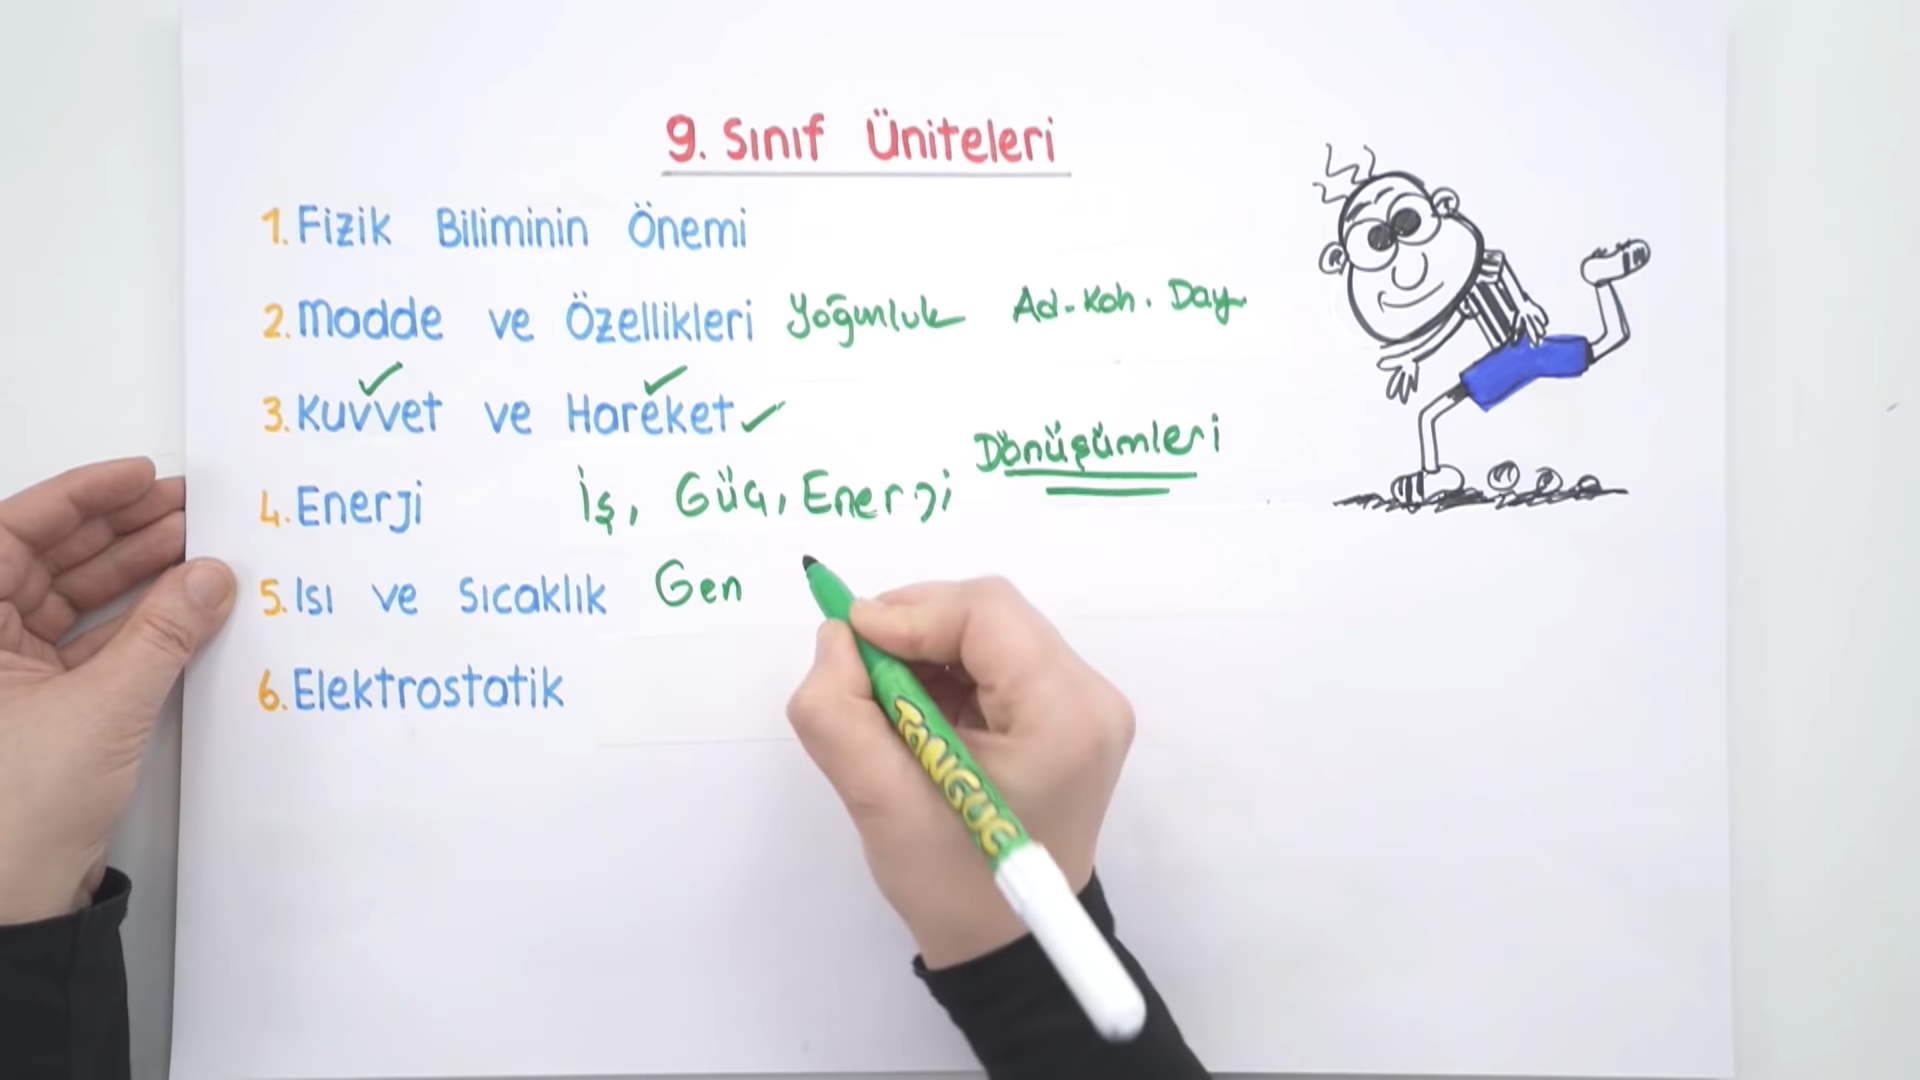 9. Sınıf Üniteleri
1. Fizik Biliminin Önemi
2. Madde ve Özellikleri Yoğunluk Ad-Koh. Day.
3. Kuvvet ve Hareket
Dönüşümleri
4. Enerji İş, Güç, Enerji
5. Isı ve Sıcaklık Gen
6. Elektrostatik
TONGUÇ